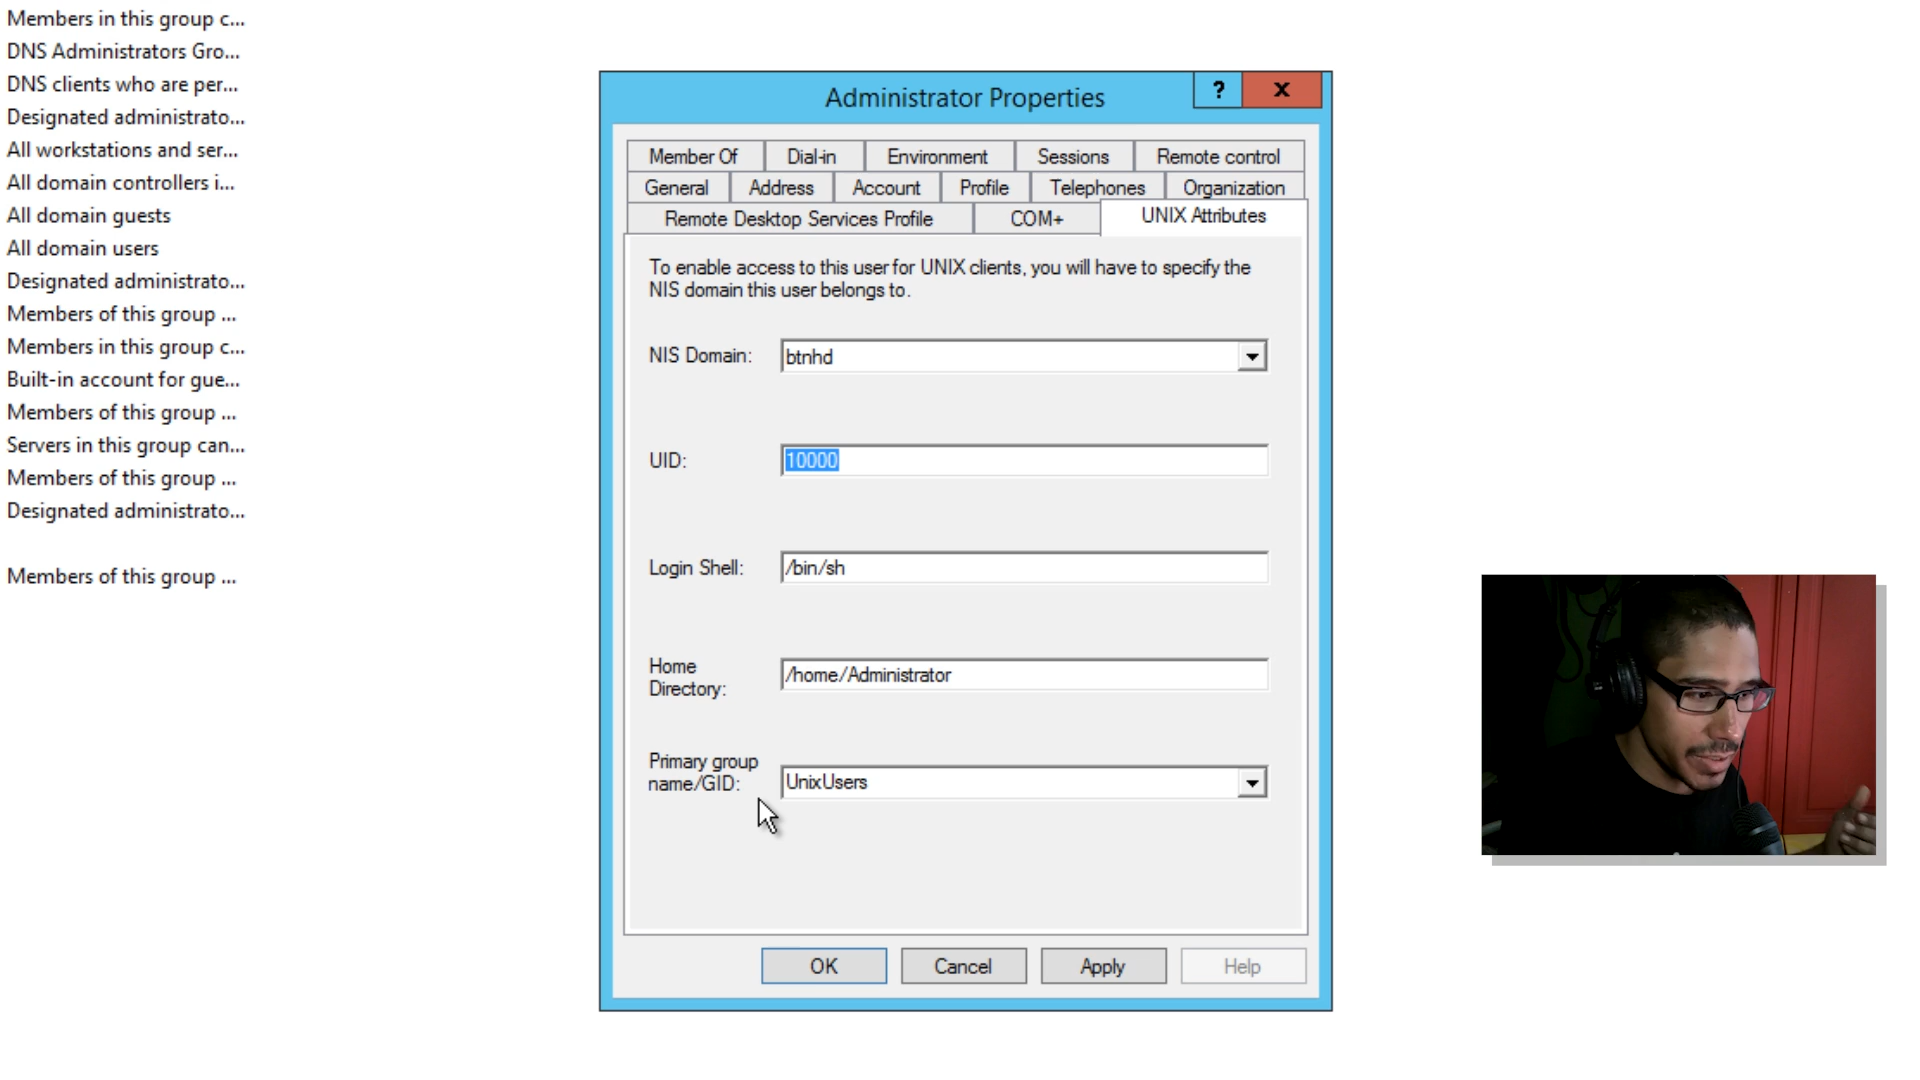 Members in this group c...
DNS Administrators Gro...
DNS clients who are per...
Designated administrato...
All workstations and ser...
All domain controllers i...
All domain guests
All domain users
Designated administrato...
Members of this group ...
Members in this group c...
Built-in account for gue...
Members of this group ...
Servers in this group can...
Members of this group ...
Designated administrato...
Members of this group ...
Administrator Properties
?
X
Member Of
Dial-in
Environment
Sessions
Remote control
General
Address
Account
Profile
Telephones
Organization
Remote Desktop Services Profile
COM+
UNIX Attributes
To enable access to this user for UNIX clients, you will have to specify the
NIS domain this user belongs to.
NIS Domain:
btnhd
UID:
10000
Login Shell:
/bin/sh
Home
Directory:
/home/Administrator
Primary group
name/GID:
UnixUsers
OK
Cancel
Apply
Help